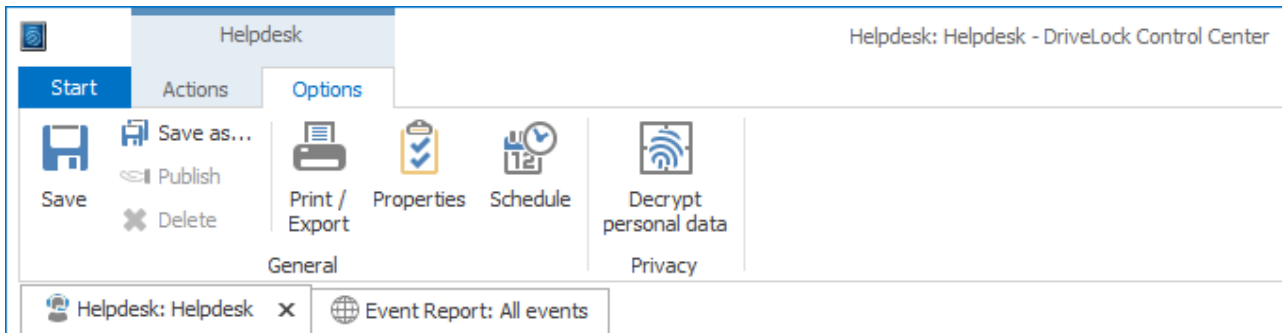 Helpdesk
Helpdesk: Helpdesk - DriveLock Control Center
Start
Actions
Options
Save
Save as...
Publish
Delete
Print /
Export
Properties
12
Schedule
Decrypt
personal data
General
Privacy
Helpdesk: Helpdesk x
Event Report: All events